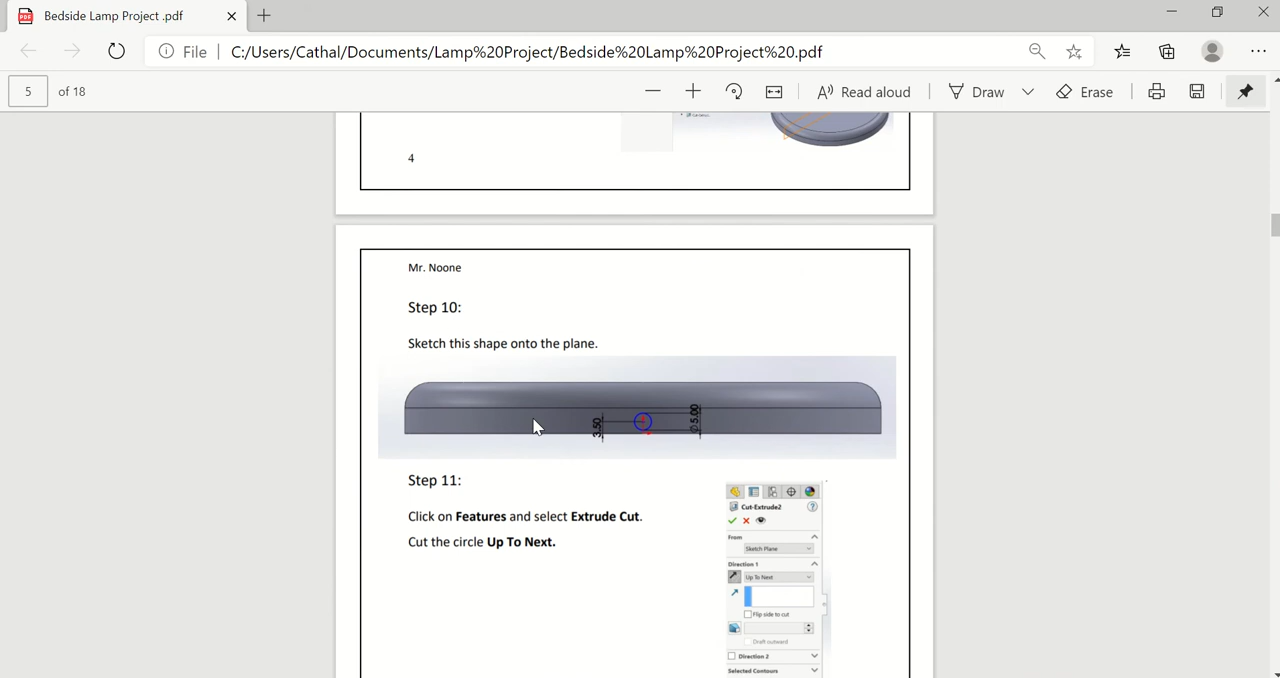 Bedside Lamp Project .pdf
File
C:/Users/Cathal/Documents/Lamp%20Project/Bedside%20Lamp%20Project%20.pdf
5 of 18
Read aloud
Draw
Erase
4
Mr. Noone
Step 10:
Sketch this shape onto the plane.
3.50
Ø5.00
Step 11:
Click on Features and select Extrude Cut.
Cut the circle Up To Next.
Cut-Extrude2
From
Sketch Plane
Direction 1
Up To Next
Flip side to cut
Draft outward
Direction 2
Selected Contours